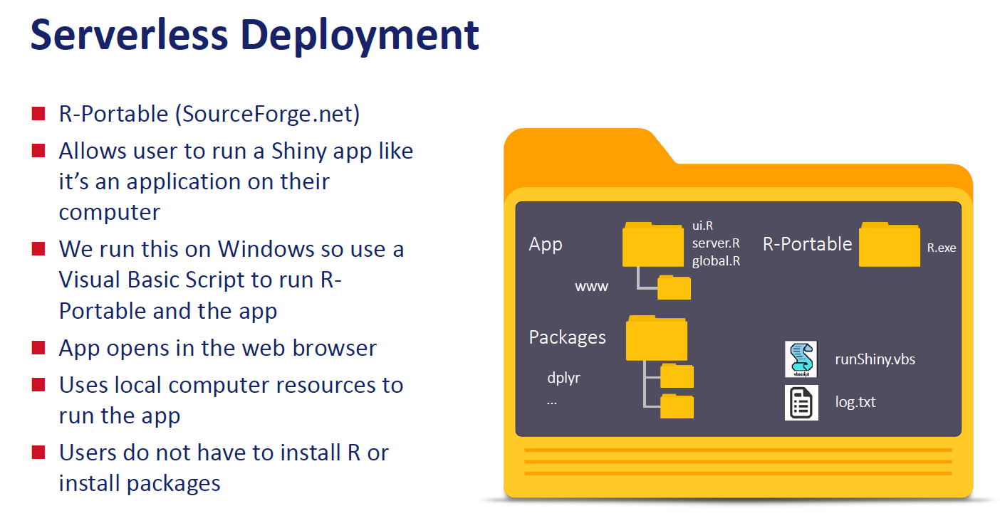 Serverless Deployment
R-Portable (SourceForge.net)
Allows user to run a Shiny app like
it’s an application on their
computer
We run this on Windows so use a
Visual Basic Script to run R-
Portable and the app
App opens in the web browser
Uses local computer resources to
run the app
Users do not have to install R or
install packages
App
ui.R
server.R
global.R
www
R-Portable
R.exe
Packages
dplyr
...
vbscript
runShiny.vbs
log.txt